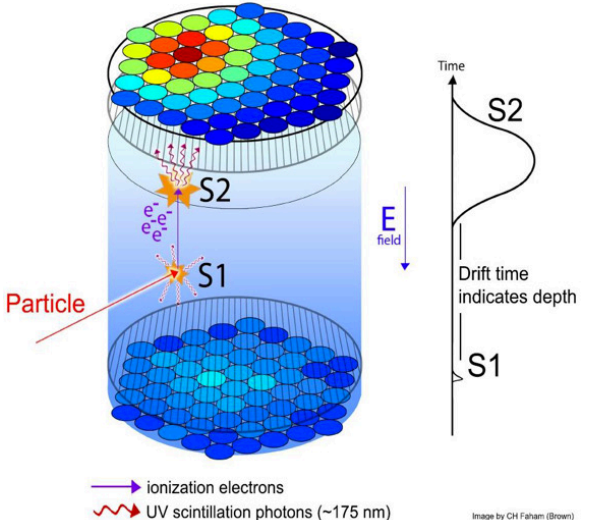 Time
S2
S2
e-
e- e-
e- e-
E
field
S1
Particle
Drift time
indicates depth
S1
ionization electrons
UV scintillation photons (~175 nm)
Image by CH Faham (Brown)